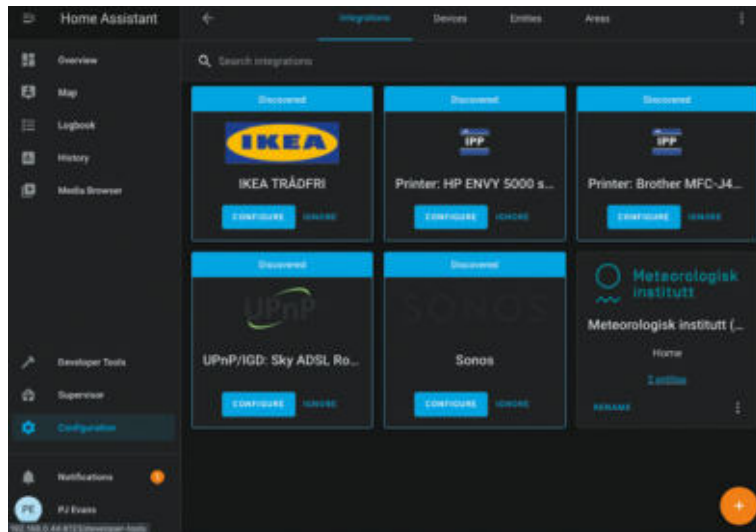 Home Assistant
Integrations
Devices
Entities
Areas
Search integrations
Overview
Map
Logbook
History
Media Browser
Developer Tools
Supervisor
Configuration
Notifications
1
PE
PJ Evans
Discovered
IKEA
IKEA TRÅDFRI
CONFIGURE
IGNORE
Discovered
IPP
Printer: HP ENVY 5000 s...
CONFIGURE
IGNORE
Discovered
IPP
Printer: Brother MFC-J4...
CONFIGURE
IGNORE
Discovered
UPnP
UPnP/IGD: Sky ADSL Ro...
CONFIGURE
IGNORE
Discovered
SONOS
Sonos
CONFIGURE
IGNORE
Meteorologisk
institutt
Meteorologisk institutt (...
Home
2 entities
RENAME